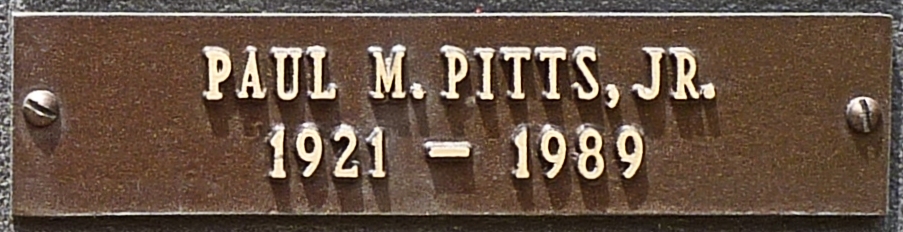 PAUL M. PITTS, JR.
1921 – 1989